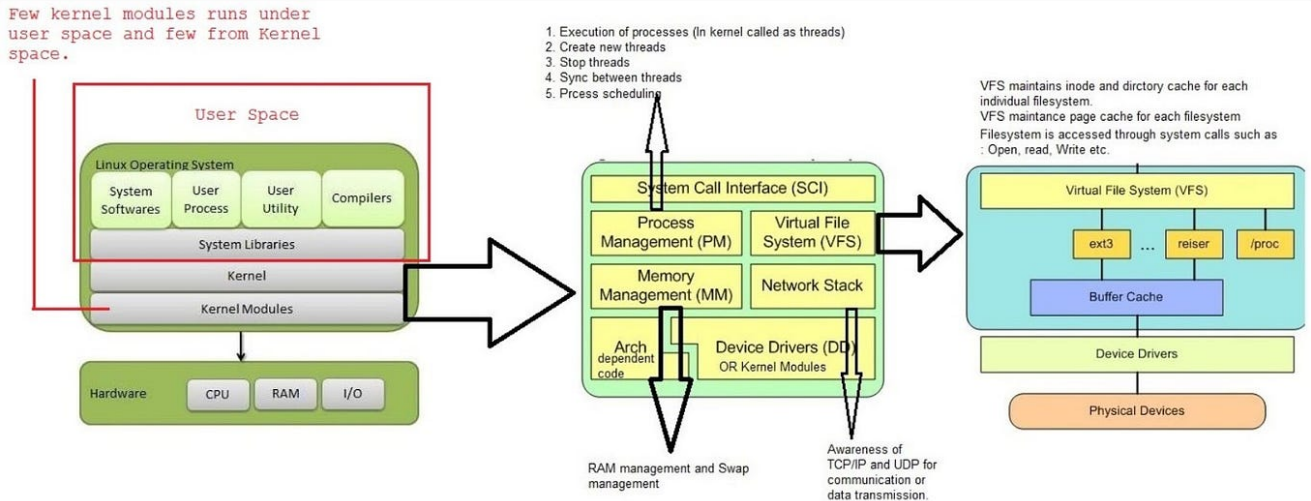 Few kernel modules runs under
user space and few from Kernel
space.
User Space
Linux Operating System
System
Softwares
User
Process
User
Utility
Compilers
System Libraries
Kernel
Kernel Modules
Hardware
CPU
RAM
I/O
1. Execution of processes (In kernel called as threads)
2. Create new threads
3. Stop threads
4. Sync between threads
5. Prcess scheduling
System Call Interface (SCI)
Process
Management (PM)
Virtual File
System (VFS)
Memory
Management (MM)
Network Stack
Arch
dependent
code
Device Drivers (DD)
OR Kernel Modules
RAM management and Swap
management
Awareness of
TCP/IP and UDP for
communication or
data transmission.
VFS maintains inode and dirctory cache for each
individual filesystem.
VFS maintance page cache for each filesystem
Filesystem is accessed through system calls such as
: Open, read, Write etc.
Virtual File System (VFS)
ext3
...
reiser
/proc
Buffer Cache
Device Drivers
Physical Devices